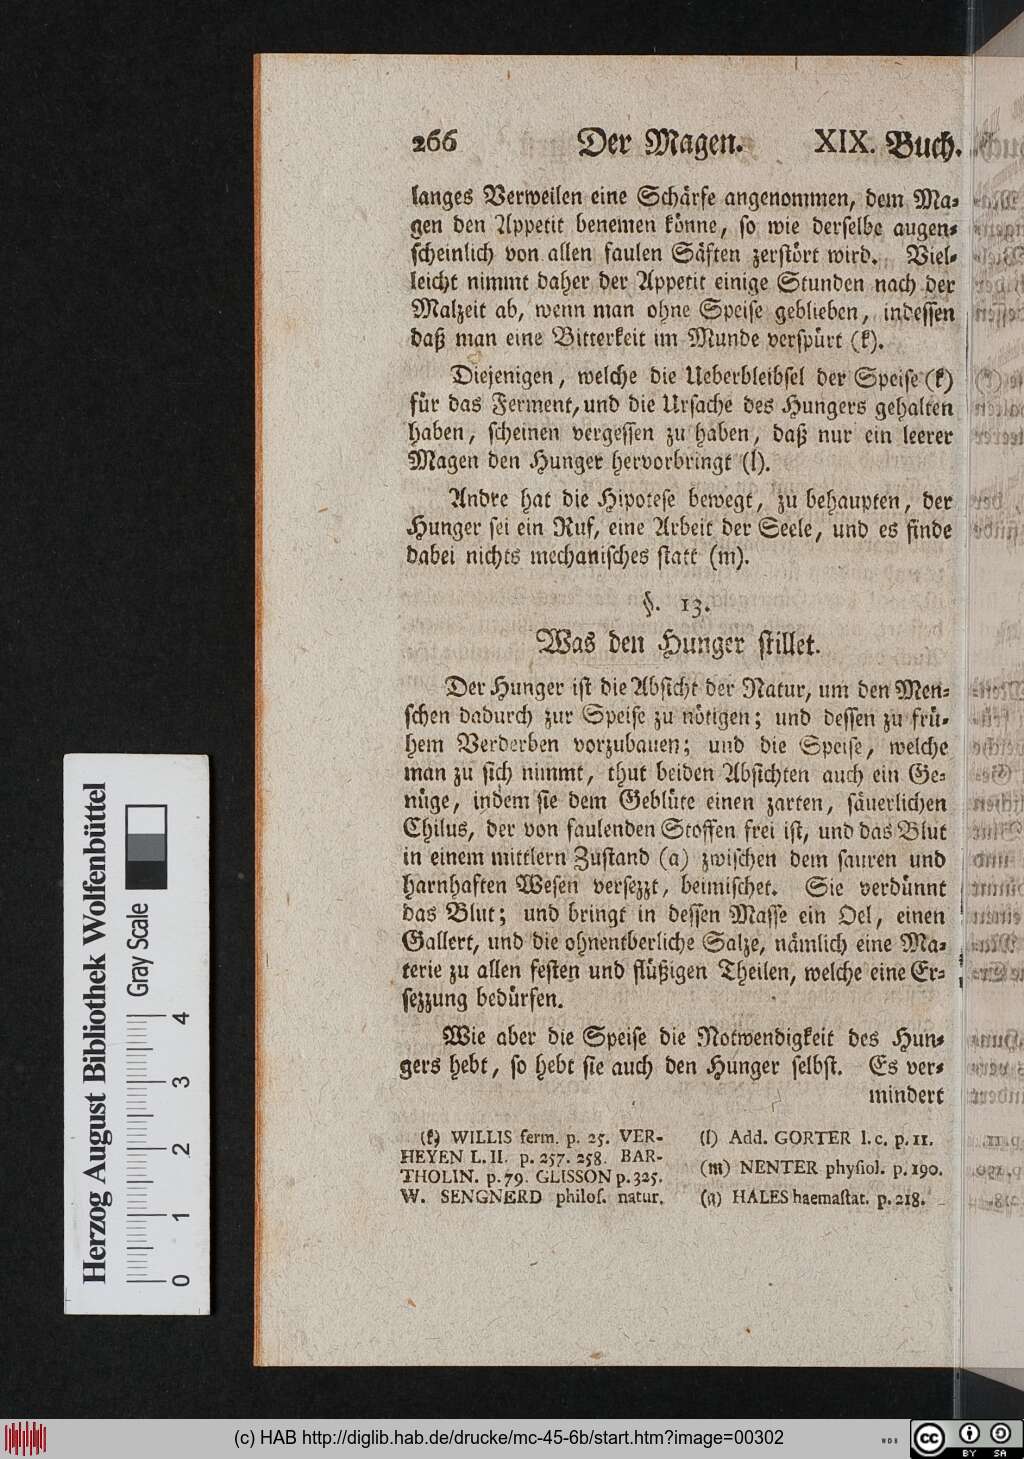 266 Der Magen. XIX. Buch.
langes Verweilen eine Schärfe angenommen, dem Ma⸗
gen den Appetit benemen könne, so wie derselbe augen⸗
scheinlich von allen faulen Säften zerstört wird. Viel⸗
leicht nimmt daher der Appetit einige Stunden nach der
Malzeit ab, wenn man ohne Speise geblieben, indessen
daß man eine Bitterkeit im Munde verspürt (k).
Diejenigen, welche die Ueberbleibsel der Speise (k)
für das Ferment, und die Ursache des Hungers gehalten
haben, scheinen vergessen zu haben, daß nur ein leerer
Magen den Hunger hervorbringt (l).
Andre hat die Hipotese bewegt, zu behaupten, der
Hunger sei ein Ruf, eine Arbeit der Seele, und es finde
dabei nichts mechanisches statt (m).
§. 13.
Was den Hunger stillet.
Der Hunger ist die Absicht der Natur, um den Men⸗
schen dadurch zur Speise zu nötigen; und dessen zu frü⸗
hem Verderben vorzubauen; und die Speise, welche
man zu sich nimmt, thut beiden Absichten auch ein Ge⸗
nüge, indem sie dem Geblüte einen zarten, säuerlichen
Chilus, der von faulenden Stoffen frei ist, und das Blut
in einem mittlern Zustand (a) zwischen dem sauren und
harnhaften Wesen versezzt, beimischet. Sie verdünnt
das Blut; und bringt in dessen Masse ein Oel, einen
Gallert, und die ohnentberliche Salze, nämlich eine Ma⸗
terie zu allen festen und flüßigen Theilen, welche eine Er⸗
sezzung bedürfen.
Wie aber die Speise die Notwendigkeit des Hun⸗
gers hebt, so hebt sie auch den Hunger selbst. Es ver⸗
mindert
(k) WILLIS ferm. p. 25. VER-
HEYEN L. II. p. 257. 258. BAR-
THOLIN. p. 79. GLISSON p. 325.
W. SENGNERD philos. natur.
(l) Add. GORTER l. c. p. 11.
(m) NENTER physiol. p. 190.
(a) HALES haemastat. p. 218.
Herzog August Bibliothek Wolfenbüttel
Gray Scale
0 1 2 3 4
(c) HAB http://diglib.hab.de/drucke/mc-45-6b/start.htm?image=00302
WDB
cc BY SA